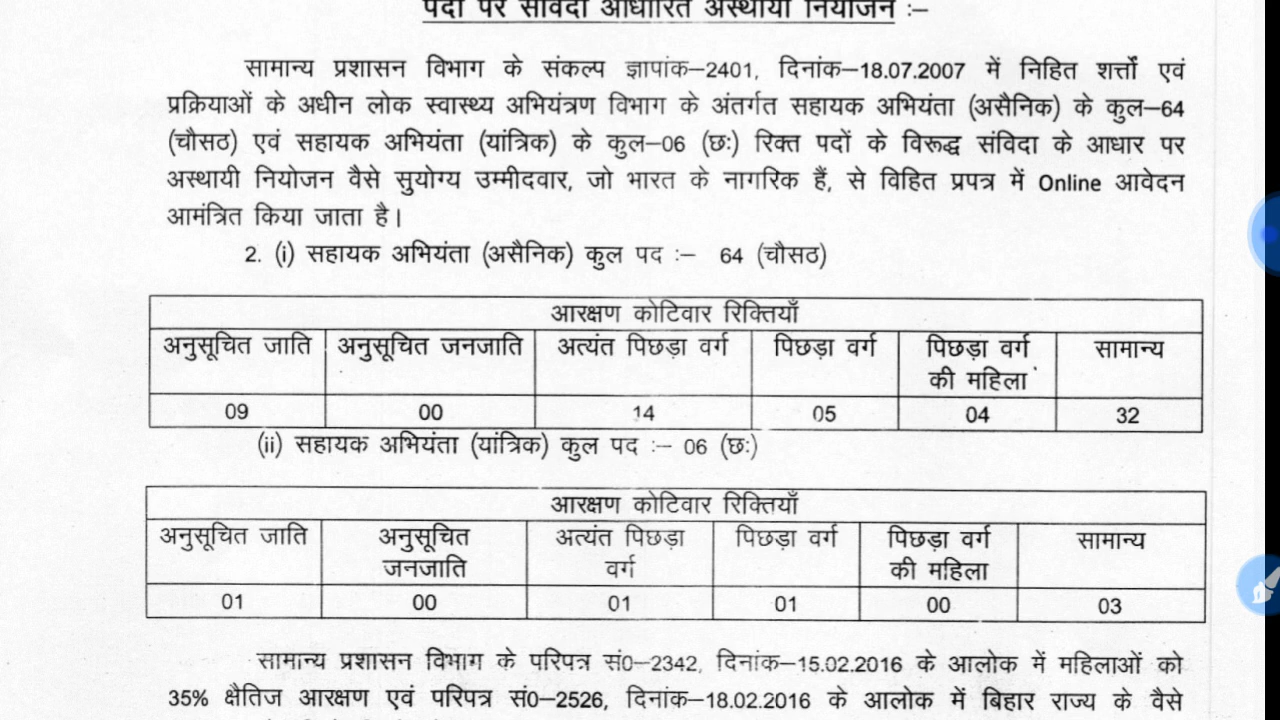 पदों पर संविदा आधारित अस्थायी नियोजन :–
सामान्य प्रशासन विभाग के संकल्प ज्ञापांक–2401, दिनांक–18.07.2007 में निहित शर्त्तों एवं
प्रक्रियाओं के अधीन लोक स्वास्थ्य अभियंत्रण विभाग के अंतर्गत सहायक अभियंता (असैनिक) के कुल–64
(चौसठ) एवं सहायक अभियंता (यांत्रिक) के कुल–06 (छः) रिक्त पदों के विरूद्ध संविदा के आधार पर
अस्थायी नियोजन वैसे सुयोग्य उम्मीदवार, जो भारत के नागरिक हैं, से विहित प्रपत्र में Online आवेदन
आमंत्रित किया जाता है।
2. (i) सहायक अभियंता (असैनिक) कुल पद :– 64 (चौसठ)
आरक्षण कोटिवार रिक्तियाँ
अनुसूचित जाति अनुसूचित जनजाति अत्यंत पिछड़ा वर्ग पिछड़ा वर्ग पिछड़ा वर्ग सामान्य
की महिला
09 00 14 05 04 32
(ii) सहायक अभियंता (यांत्रिक) कुल पद :– 06 (छः)
आरक्षण कोटिवार रिक्तियाँ
अनुसूचित जाति अनुसूचित अत्यंत पिछड़ा पिछड़ा वर्ग पिछड़ा वर्ग सामान्य
जनजाति वर्ग की महिला
01 00 01 01 00 03
सामान्य प्रशासन विभाग के परिपत्र सं0–2342, दिनांक–15.02.2016 के आलोक में महिलाओं को
35% क्षैतिज आरक्षण एवं परिपत्र सं0–2526, दिनांक–18.02.2016 के आलोक में बिहार राज्य के वैसे